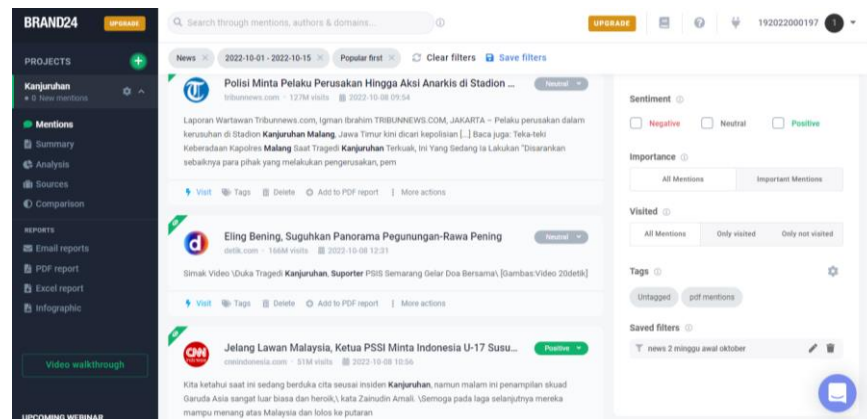 BRAND24
UPGRADE
Search through mentions, authors & domains...
UPGRADE
192022000197
1
PROJECTS
News × 2022-10-01 - 2022-10-15 × Popular first × Clear filters Save filters
Kanjuruhan
0 New mentions
Mentions
Summary
Analysis
Sources
Comparison
REPORTS
Email reports
PDF report
Excel report
Infographic
Video walkthrough
UPCOMING WEBINAR
Polisi Minta Pelaku Perusakan Hingga Aksi Anarkis di Stadion ...
Neutral
tribunnews.com · 127M visits 2022-10-08 09:54
Laporan Wartawan Tribunnews.com, Igman Ibrahim TRIBUNNEWS.COM, JAKARTA – Pelaku perusakan dalam
kerusuhan di Stadion Kanjuruhan Malang, Jawa Timur kini dicari kepolisian [...] Baca juga: Teka-teki
Keberadaan Kapolres Malang Saat Tragedi Kanjuruhan Terkuak, Ini Yang Sedang Ia Lakukan "Disarankan
sebaiknya para pihak yang melakukan pengerusakan, pem
Visit Tags Delete Add to PDF report | More actions
Eling Bening, Suguhkan Panorama Pegunungan-Rawa Pening
Neutral
detik.com · 166M visits 2022-10-08 12:31
Simak Video \Duka Tragedi Kanjuruhan, Suporter PSIS Semarang Gelar Doa Bersama\ [Gambas:Video 20detik]
Visit Tags Delete Add to PDF report | More actions
CNN
Jelang Lawan Malaysia, Ketua PSSI Minta Indonesia U-17 Susu...
Positive
cnnindonesia.com · 51M visits 2022-10-08 10:56
Kita ketahui saat ini sedang berduka cita seusai insiden Kanjuruhan, namun malam ini penampilan skuad
Garuda Asia sangat luar biasa dan heroik,\ kata Zainudin Amali. \Semoga pada laga selanjutnya mereka
mampu menang atas Malaysia dan lolos ke putaran
Sentiment
Negative Neutral Positive
Importance
All Mentions Important Mentions
Visited
All Mentions Only visited Only not visited
Tags
Untagged pdf mentions
Saved filters
news 2 minggu awal oktober